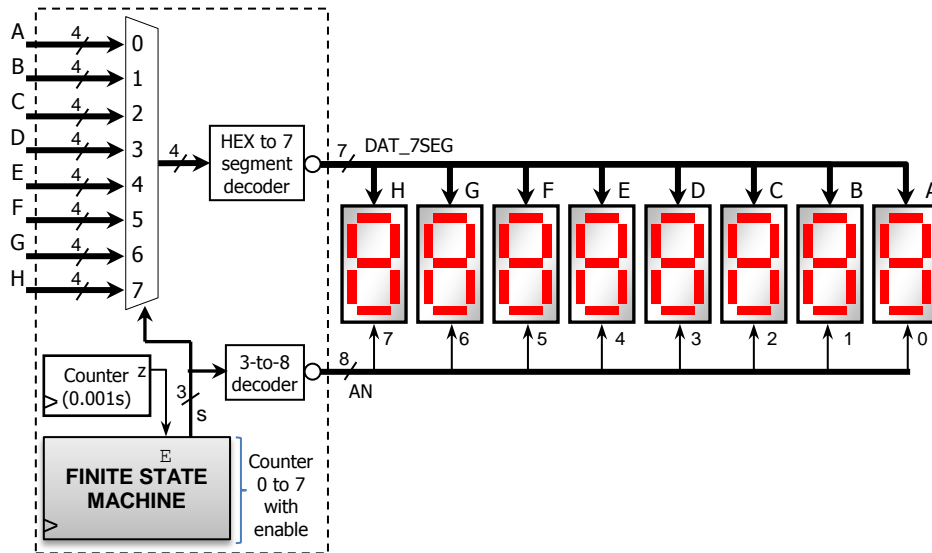 A 4 0
B 4 1
C 4 2
D 4 3
E 4 4
F 4 5
G 4 6
H 4 7
4
HEX to 7
segment
decoder
7 DAT_7SEG
H G F E D C B A
7 6 5 4 3 2 1 0
8
AN
3-to-8
decoder
Counter
(0.001s)
z
3
s
E
FINITE STATE
MACHINE
Counter
0 to 7
with
enable